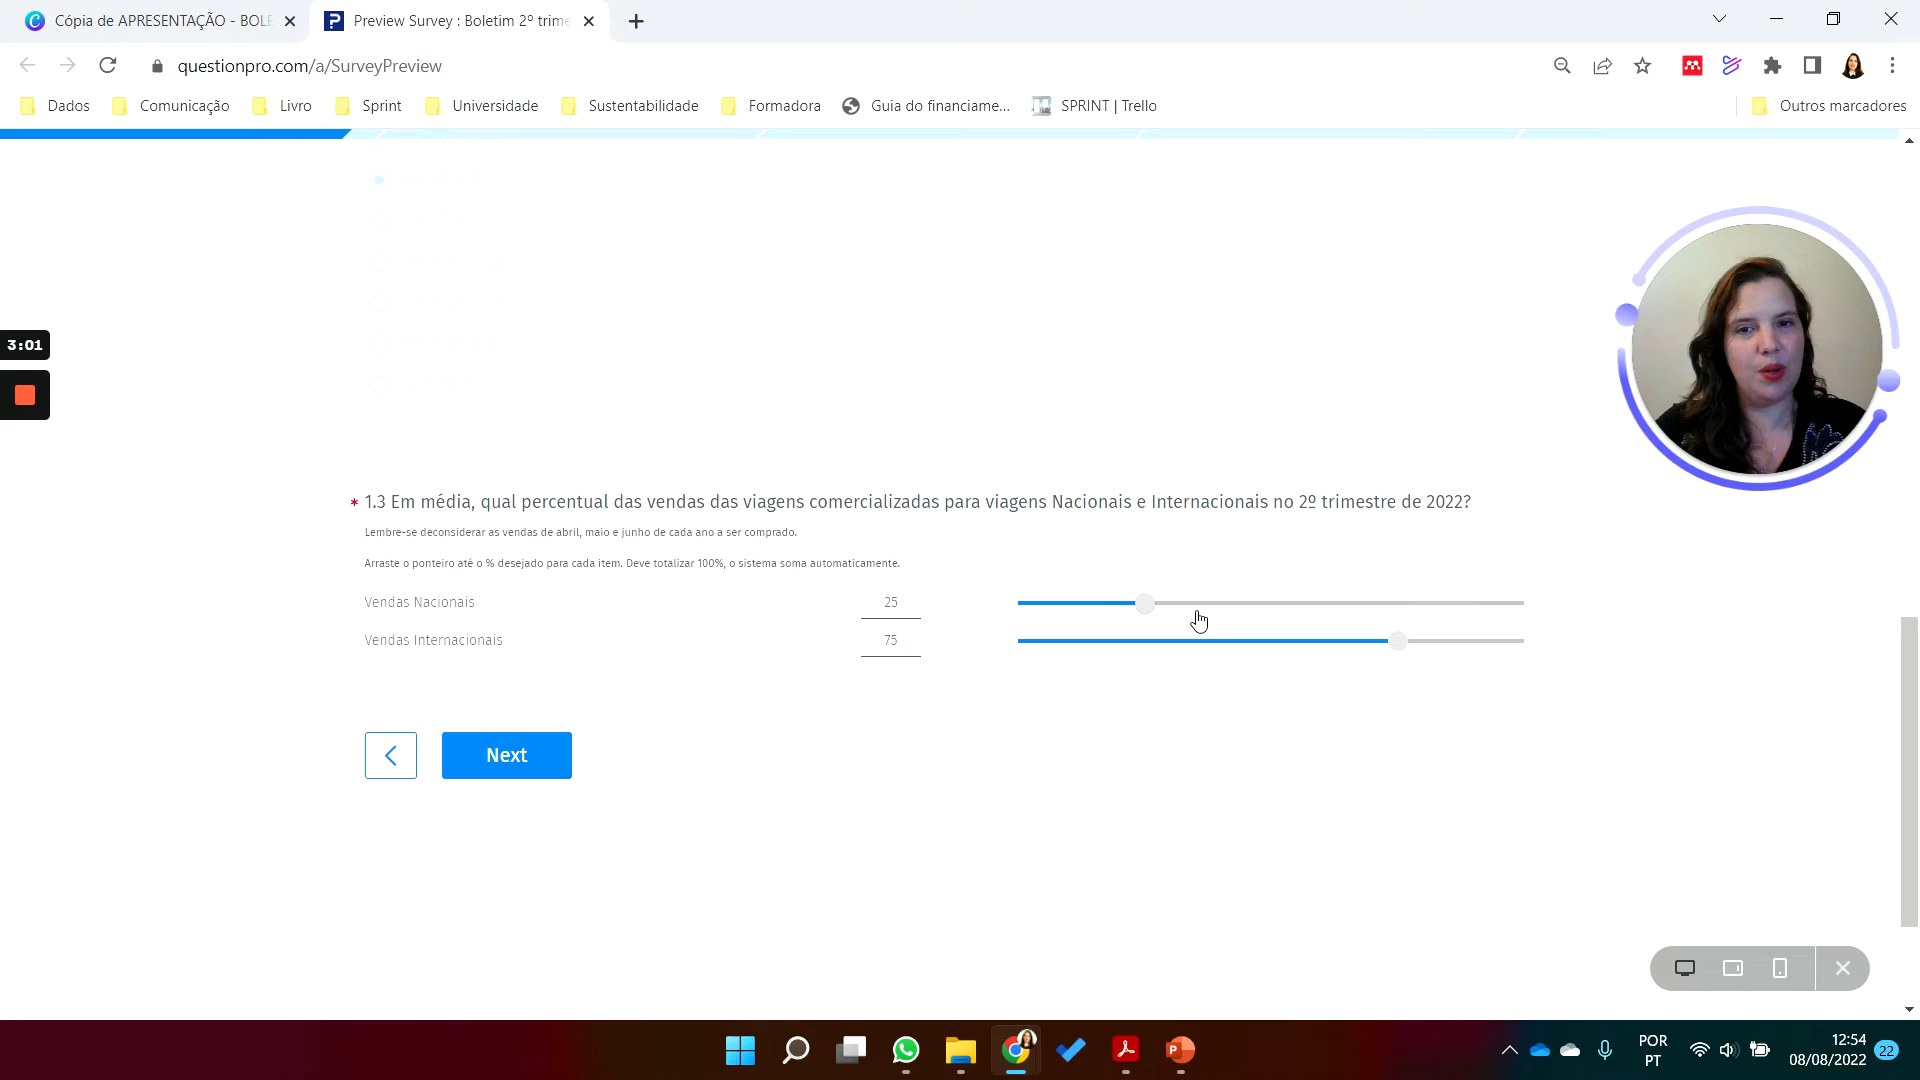 Cópia de APRESENTAÇÃO - BOLE
Preview Survey : Boletim 2º trime
questionpro.com/a/SurveyPreview
Dados
Comunicação
Livro
Sprint
Universidade
Sustentabilidade
Formadora
Guia do financiame...
SPRINT | Trello
Outros marcadores
3:01
* 1.3 Em média, qual percentual das vendas das viagens comercializadas para viagens Nacionais e Internacionais no 2º trimestre de 2022?
Lembre-se deconsiderar as vendas de abril, maio e junho de cada ano a ser comprado.
Arraste o ponteiro até o % desejado para cada item. Deve totalizar 100%, o sistema soma automaticamente.
Vendas Nacionais 25
Vendas Internacionais 75
Next
POR
PT
12:54
08/08/2022
22